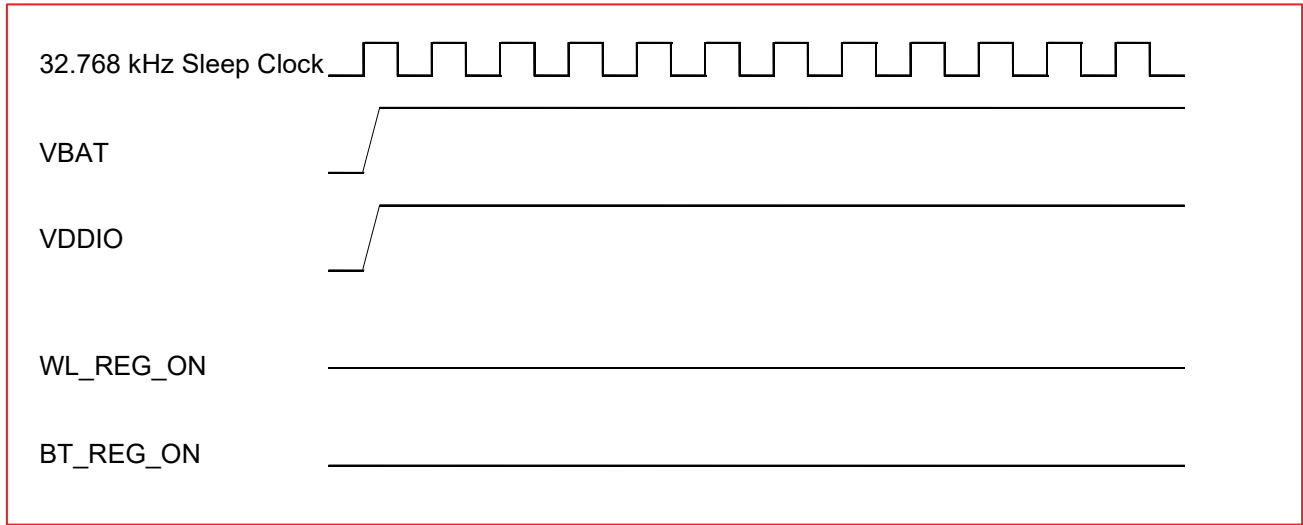 32.768 kHz Sleep Clock
VBAT
VDDIO
WL_REG_ON
BT_REG_ON